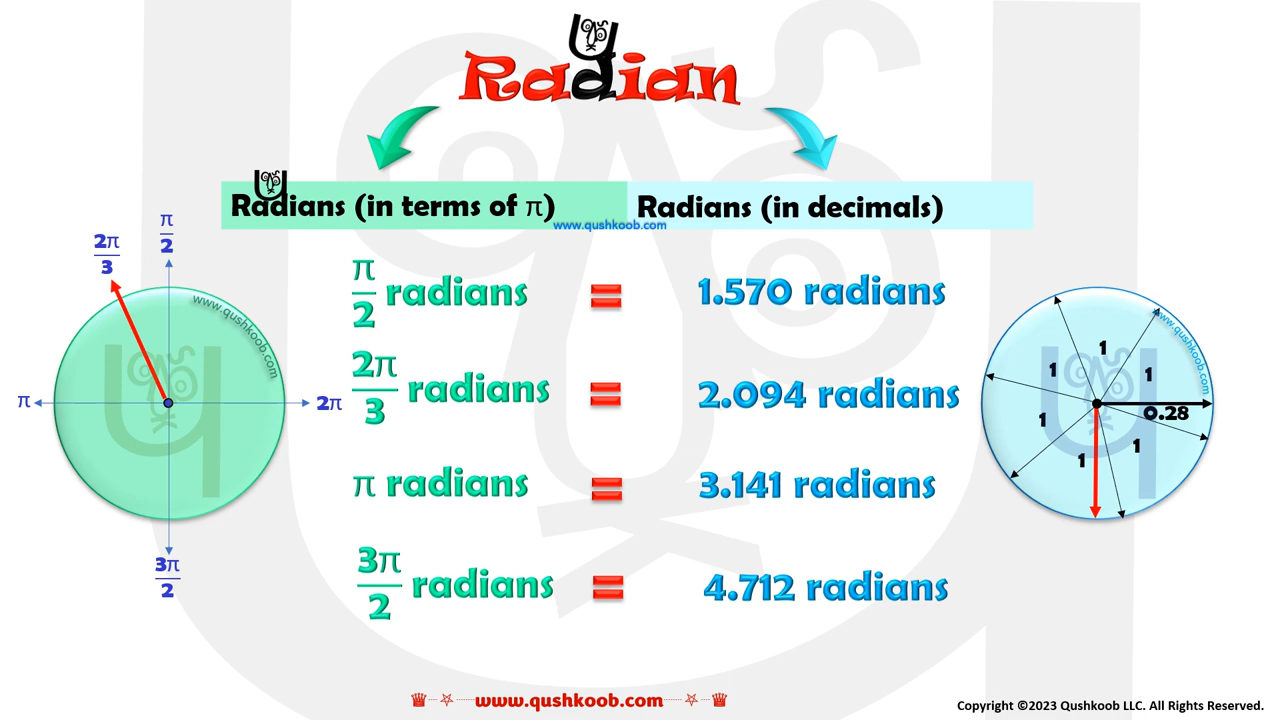 Radian
Radians (in terms of π)
Radians (in decimals)
www.qushkoob.com
π/2
2π/3
π
2π
3π/2
www.qushkoob.com
π/2 radians = 1.570 radians
2π/3 radians = 2.094 radians
π radians = 3.141 radians
3π/2 radians = 4.712 radians
www.qushkoob.com
1
1
1
1
0.28
1
1
www.qushkoob.com
Copyright ©2023 Qushkoob LLC. All Rights Reserved.